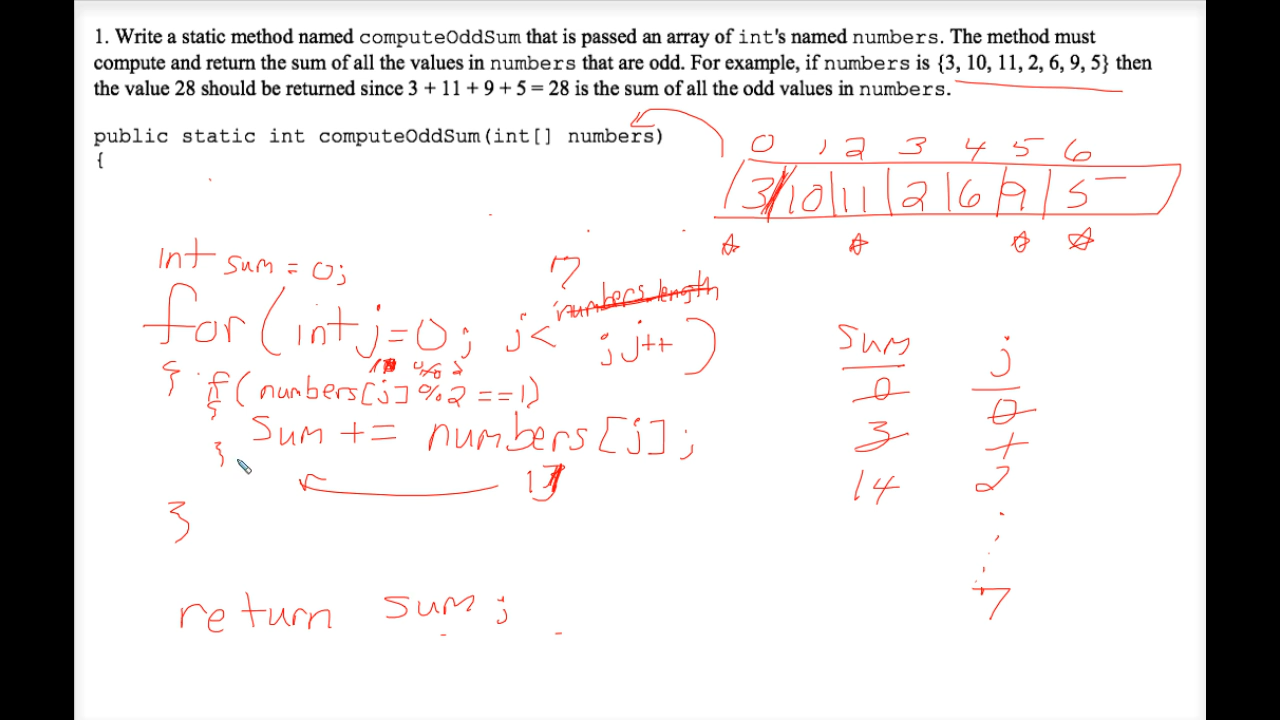 1. Write a static method named computeOddSum that is passed an array of int's named numbers. The method must
compute and return the sum of all the values in numbers that are odd. For example, if numbers is {3, 10, 11, 2, 6, 9, 5} then
the value 28 should be returned since 3 + 11 + 9 + 5 = 28 is the sum of all the odd values in numbers.
public static int computeOddSum(int[] numbers)
{
0 1 2 3 4 5 6
3 10 11 2 6 9 5
int sum = 0;
7
numbers.length
for (int j=0; j< ; j++)
{ if( numbers[j] % 2 == 1)
{
sum += numbers[j];
}
11
}
return sum;
sum j
0 0
3 1
14 2
7